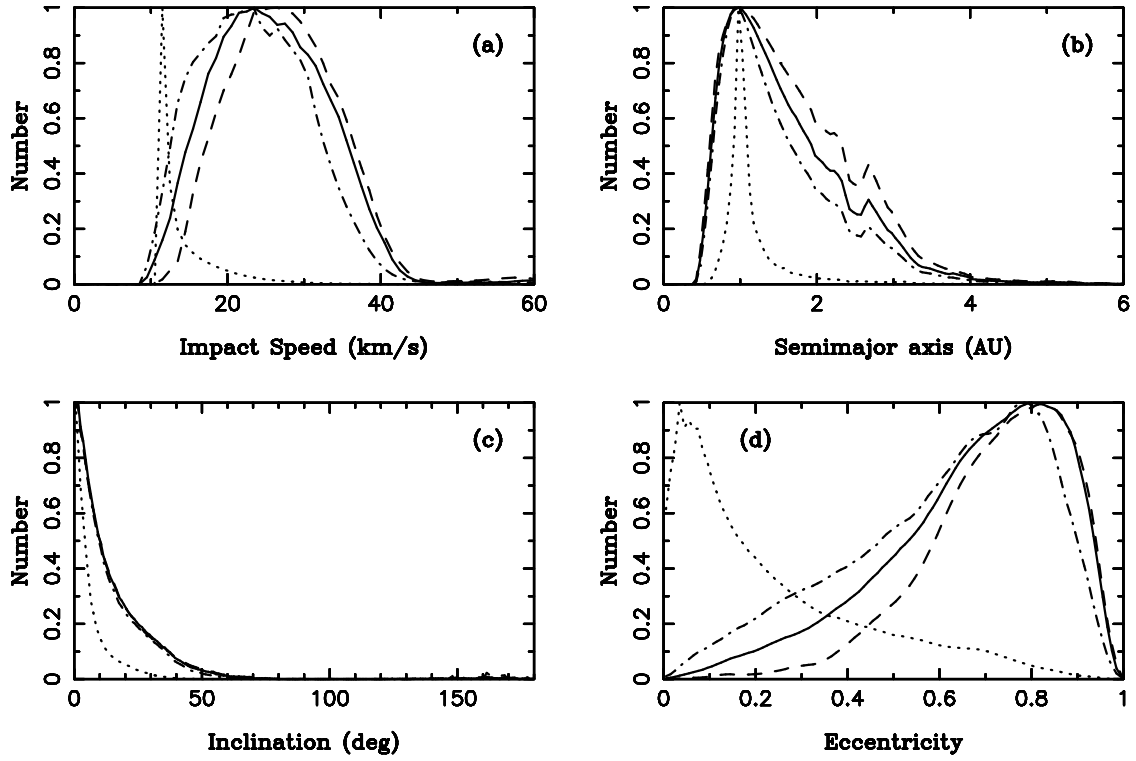 (a)
Number
0 0.2 0.4 0.6 0.8 1
0 20 40 60
Impact Speed (km/s)
(b)
Number
0 0.2 0.4 0.6 0.8 1
0 2 4 6
Semimajor axis (AU)
(c)
Number
0 0.2 0.4 0.6 0.8 1
0 50 100 150
Inclination (deg)
(d)
Number
0 0.2 0.4 0.6 0.8 1
0 0.2 0.4 0.6 0.8 1
Eccentricity